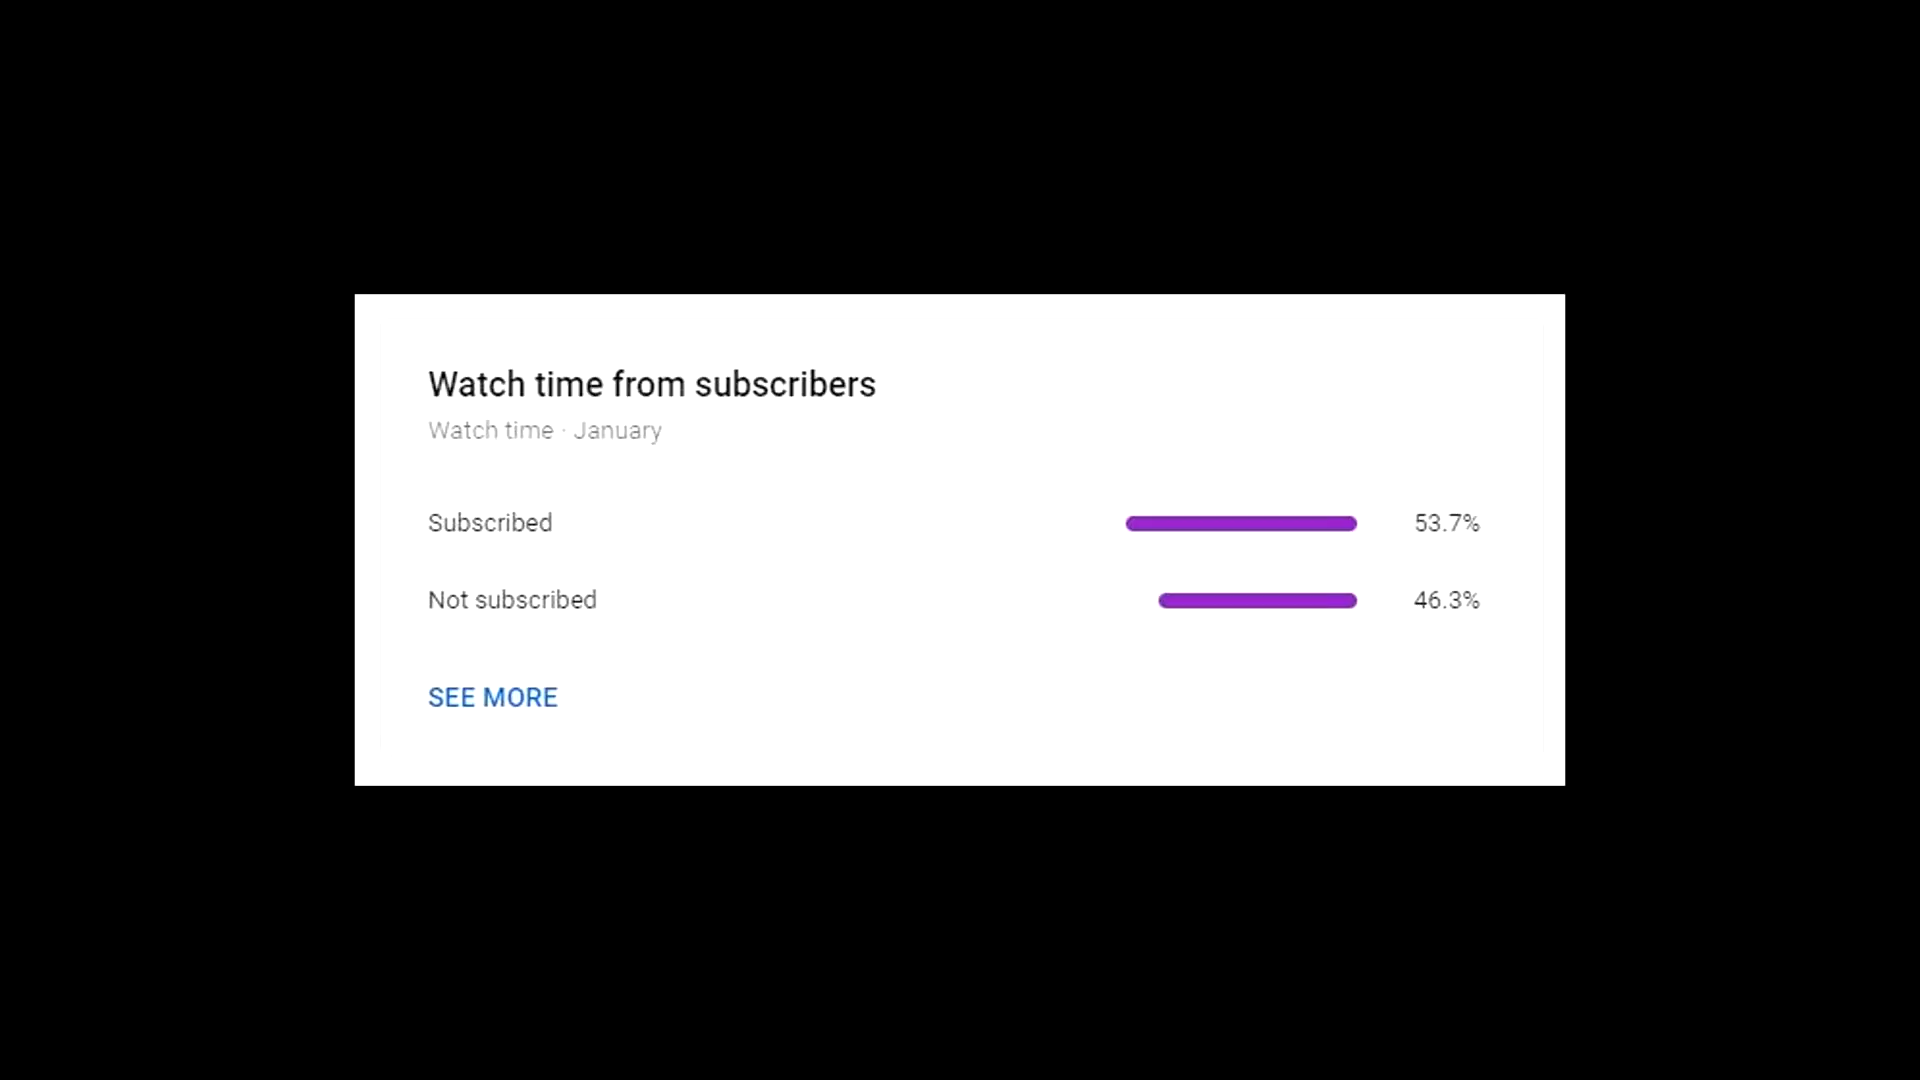 Watch time from subscribers
Watch time · January
Subscribed 53.7%
Not subscribed 46.3%
SEE MORE